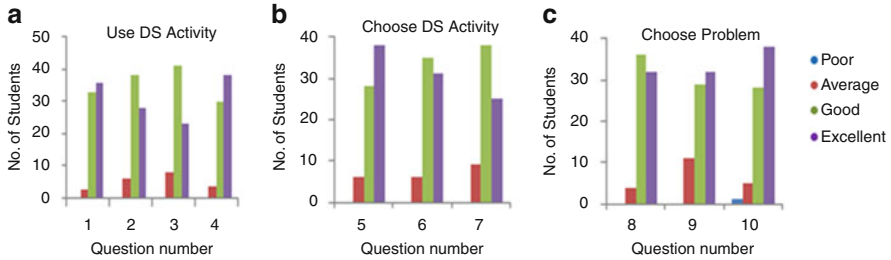 a
Use DS Activity
No. of Students
50
40
30
20
10
0
1 2 3 4
Question number
b
Choose DS Activity
No. of Students
40
30
20
10
0
5 6 7
Question number
c
Choose Problem
No. of Students
40
30
20
10
0
8 9 10
Question number
Poor
Average
Good
Excellent